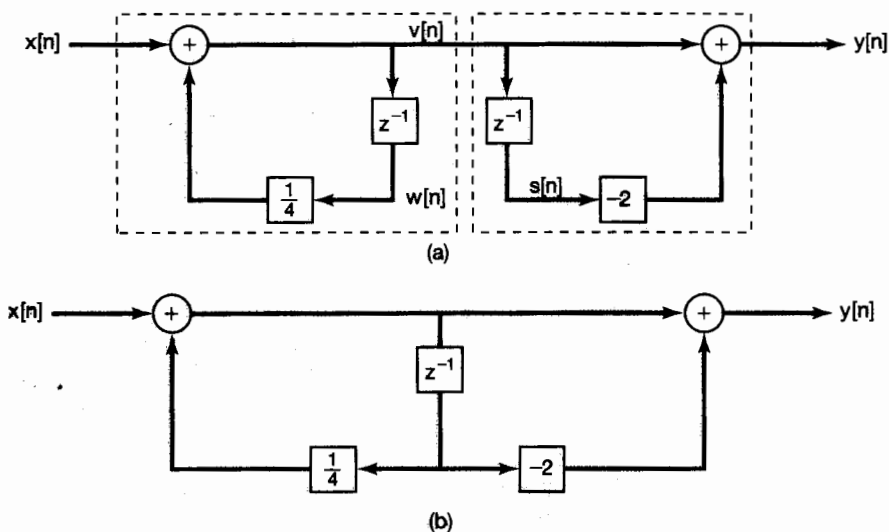 x[n] + v[n] + y[n]
z⁻¹ z⁻¹
1/4 w[n] s[n] −2
(a)
x[n] + + y[n]
z⁻¹
1/4 −2
(b)